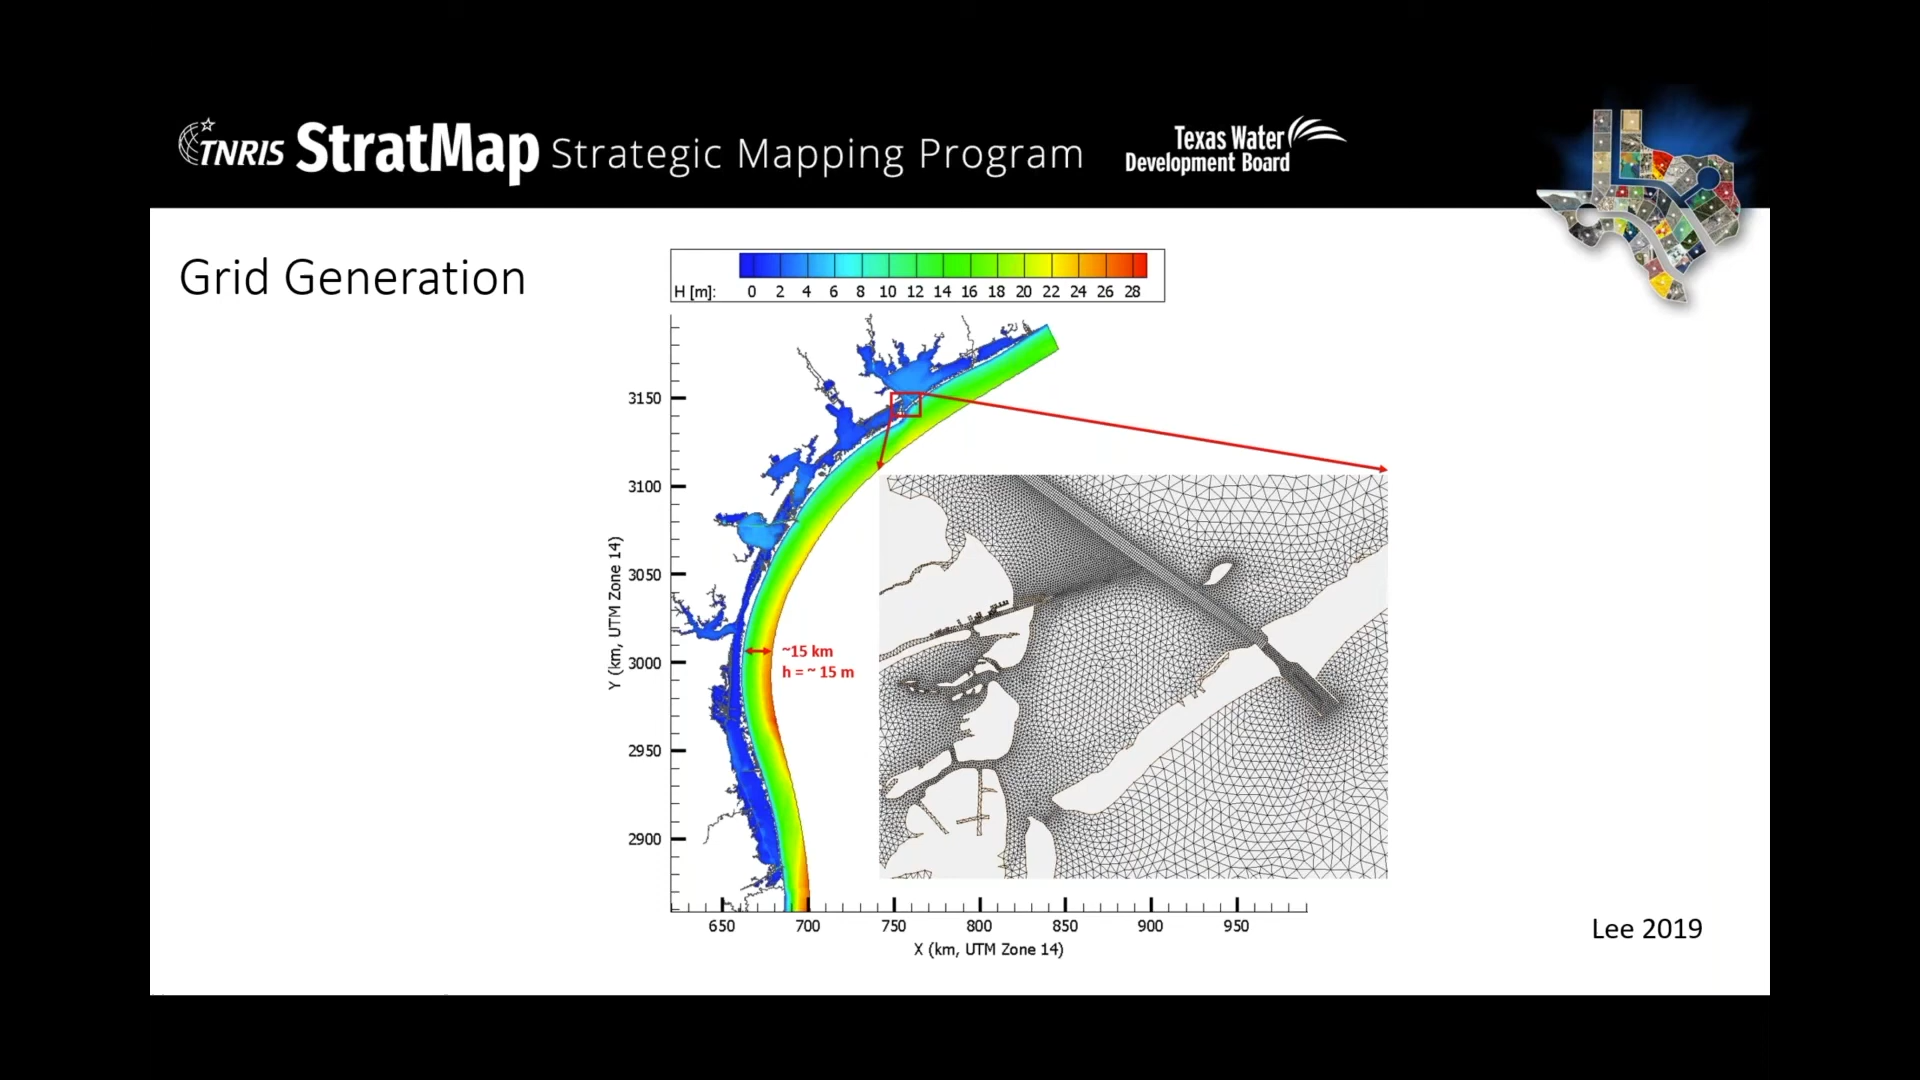 TNRIS StratMap Strategic Mapping Program
Texas Water
Development Board
Grid Generation
H [m]: 0 2 4 6 8 10 12 14 16 18 20 22 24 26 28
3150
3100
3050
3000
2950
2900
Y (km, UTM Zone 14)
~15 km
h = ~ 15 m
650 700 750 800 850 900 950
X (km, UTM Zone 14)
Lee 2019